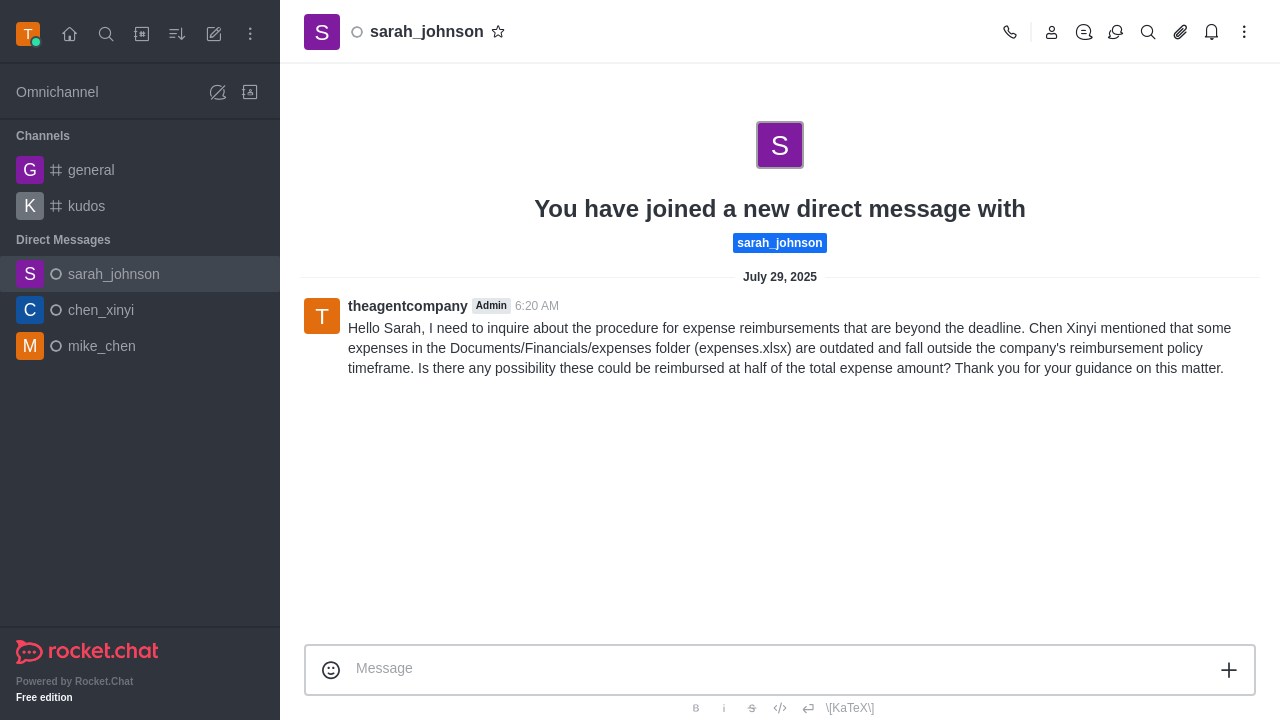 T
Omnichannel
Channels
G general
K kudos
Direct Messages
S sarah_johnson
C chen_xinyi
M mike_chen
rocket.chat
Powered by Rocket.Chat
Free edition
S sarah_johnson
S
You have joined a new direct message with
sarah_johnson
July 29, 2025
T
theagentcompany Admin 6:20 AM
Hello Sarah, I need to inquire about the procedure for expense reimbursements that are beyond the deadline. Chen Xinyi mentioned that some
expenses in the Documents/Financials/expenses folder (expenses.xlsx) are outdated and fall outside the company's reimbursement policy
timeframe. Is there any possibility these could be reimbursed at half of the total expense amount? Thank you for your guidance on this matter.
Message
B i S </> \[KaTeX\]